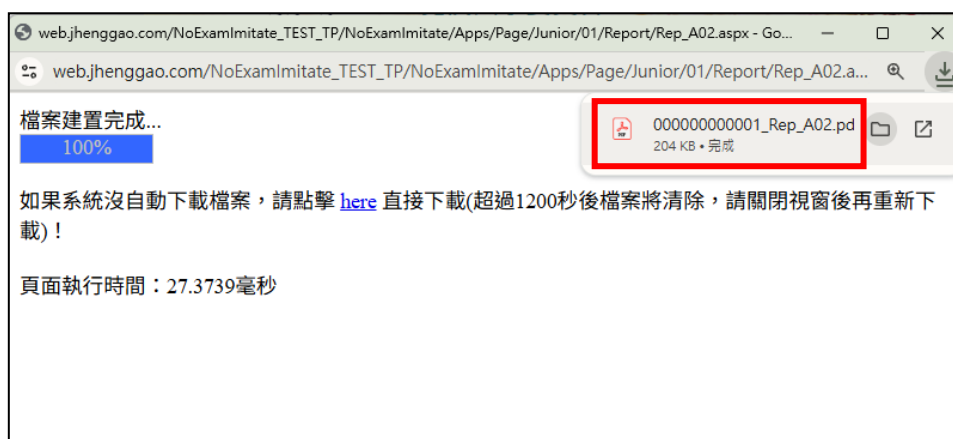 web.jhenggao.com/NoExamImitate_TEST_TP/NoExamImitate/Apps/Page/Junior/01/Report/Rep_A02.aspx - Go...
web.jhenggao.com/NoExamImitate_TEST_TP/NoExamImitate/Apps/Page/Junior/01/Report/Rep_A02.a...
檔案建置完成...
100%
000000000001_Rep_A02.pd
204 KB • 完成
如果系統沒自動下載檔案，請點擊 here 直接下載(超過1200秒後檔案將清除，請關閉視窗後再重新下
載)！
頁面執行時間：27.3739毫秒